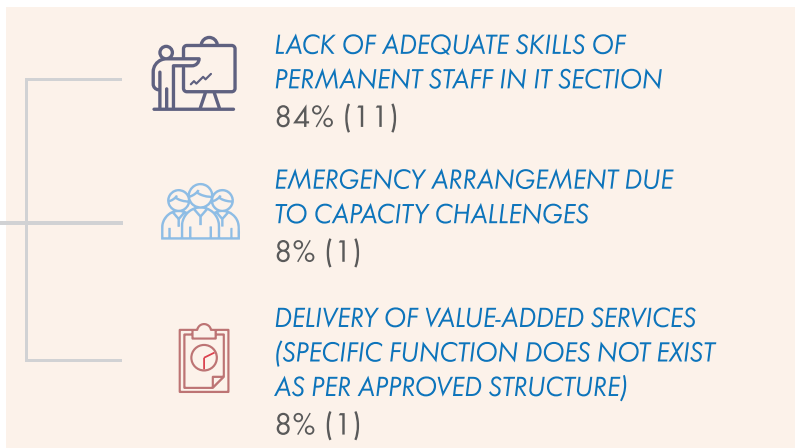 LACK OF ADEQUATE SKILLS OF
PERMANENT STAFF IN IT SECTION
84% (11)
EMERGENCY ARRANGEMENT DUE
TO CAPACITY CHALLENGES
8% (1)
DELIVERY OF VALUE-ADDED SERVICES
(SPECIFIC FUNCTION DOES NOT EXIST
AS PER APPROVED STRUCTURE)
8% (1)